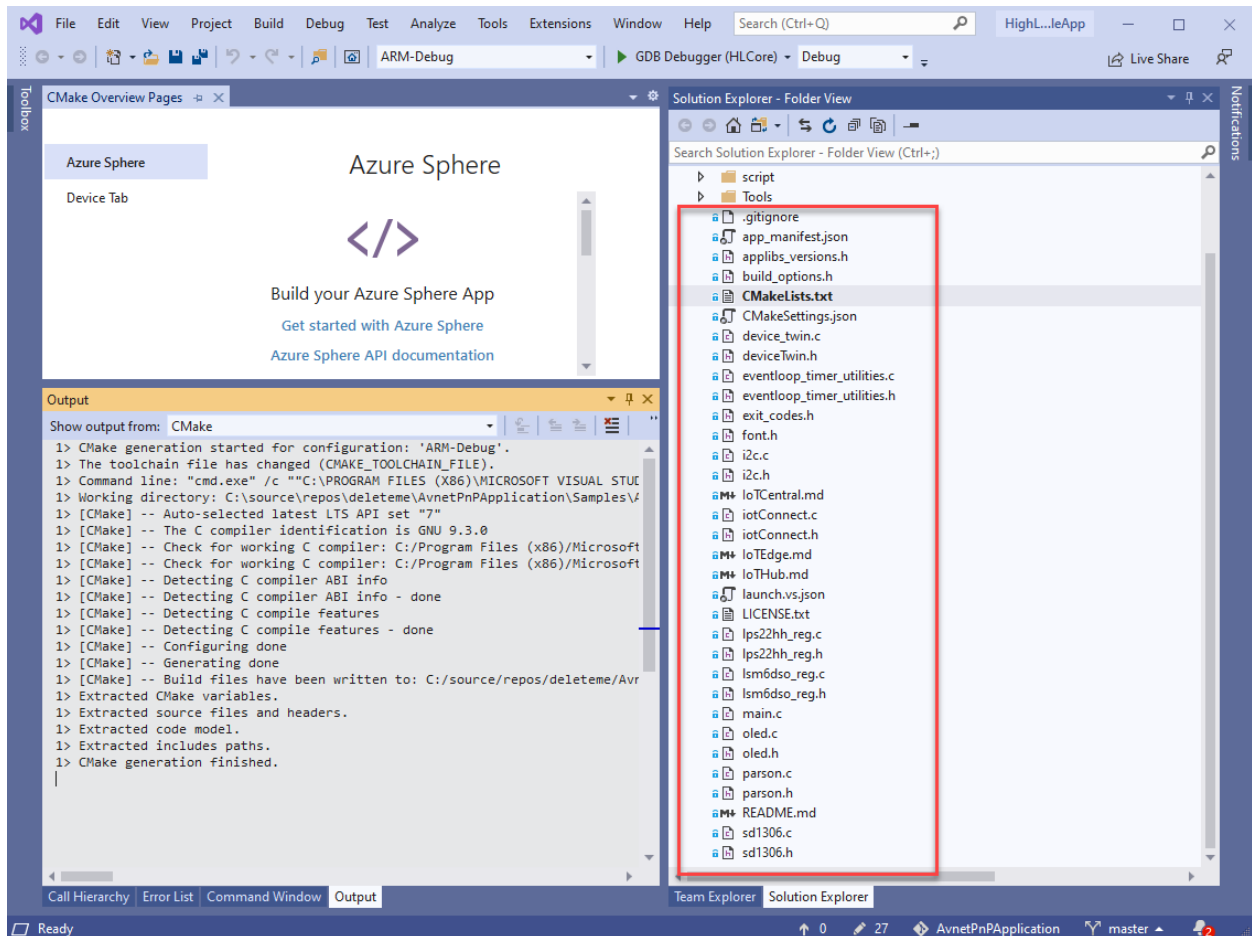 File Edit View Project Build Debug Test Analyze Tools Extensions Window Help Search (Ctrl+Q) HighL...leApp
ARM-Debug GDB Debugger (HLCore) Debug Live Share
Toolbox
CMake Overview Pages
Azure Sphere
Device Tab
Azure Sphere
</>
Build your Azure Sphere App
Get started with Azure Sphere
Azure Sphere API documentation
Output
Show output from: CMake
1> CMake generation started for configuration: 'ARM-Debug'.
1> The toolchain file has changed (CMAKE_TOOLCHAIN_FILE).
1> Command line: "cmd.exe" /c ""C:\PROGRAM FILES (X86)\MICROSOFT VISUAL STUD
1> Working directory: C:\source\repos\deleteme\AvnetPnPApplication\Samples\A
1> [CMake] -- Auto-selected latest LTS API set "7"
1> [CMake] -- The C compiler identification is GNU 9.3.0
1> [CMake] -- Check for working C compiler: C:/Program Files (x86)/Microsoft
1> [CMake] -- Check for working C compiler: C:/Program Files (x86)/Microsoft
1> [CMake] -- Detecting C compiler ABI info
1> [CMake] -- Detecting C compiler ABI info - done
1> [CMake] -- Detecting C compile features
1> [CMake] -- Detecting C compile features - done
1> [CMake] -- Configuring done
1> [CMake] -- Generating done
1> [CMake] -- Build files have been written to: C:/source/repos/deleteme/Avr
1> Extracted CMake variables.
1> Extracted source files and headers.
1> Extracted code model.
1> Extracted includes paths.
1> CMake generation finished.
Call Hierarchy Error List Command Window Output
Solution Explorer - Folder View
Search Solution Explorer - Folder View (Ctrl+;)
script
Tools
.gitignore
app_manifest.json
applibs_versions.h
build_options.h
CMakeLists.txt
CMakeSettings.json
device_twin.c
deviceTwin.h
eventloop_timer_utilities.c
eventloop_timer_utilities.h
exit_codes.h
font.h
i2c.c
i2c.h
IoTCentral.md
iotConnect.c
iotConnect.h
IoTEdge.md
IoTHub.md
launch.vs.json
LICENSE.txt
lps22hh_reg.c
lps22hh_reg.h
lsm6dso_reg.c
lsm6dso_reg.h
main.c
oled.c
oled.h
parson.c
parson.h
README.md
sd1306.c
sd1306.h
Team Explorer Solution Explorer
Notifications
Ready 0 27 AvnetPnPApplication master 2